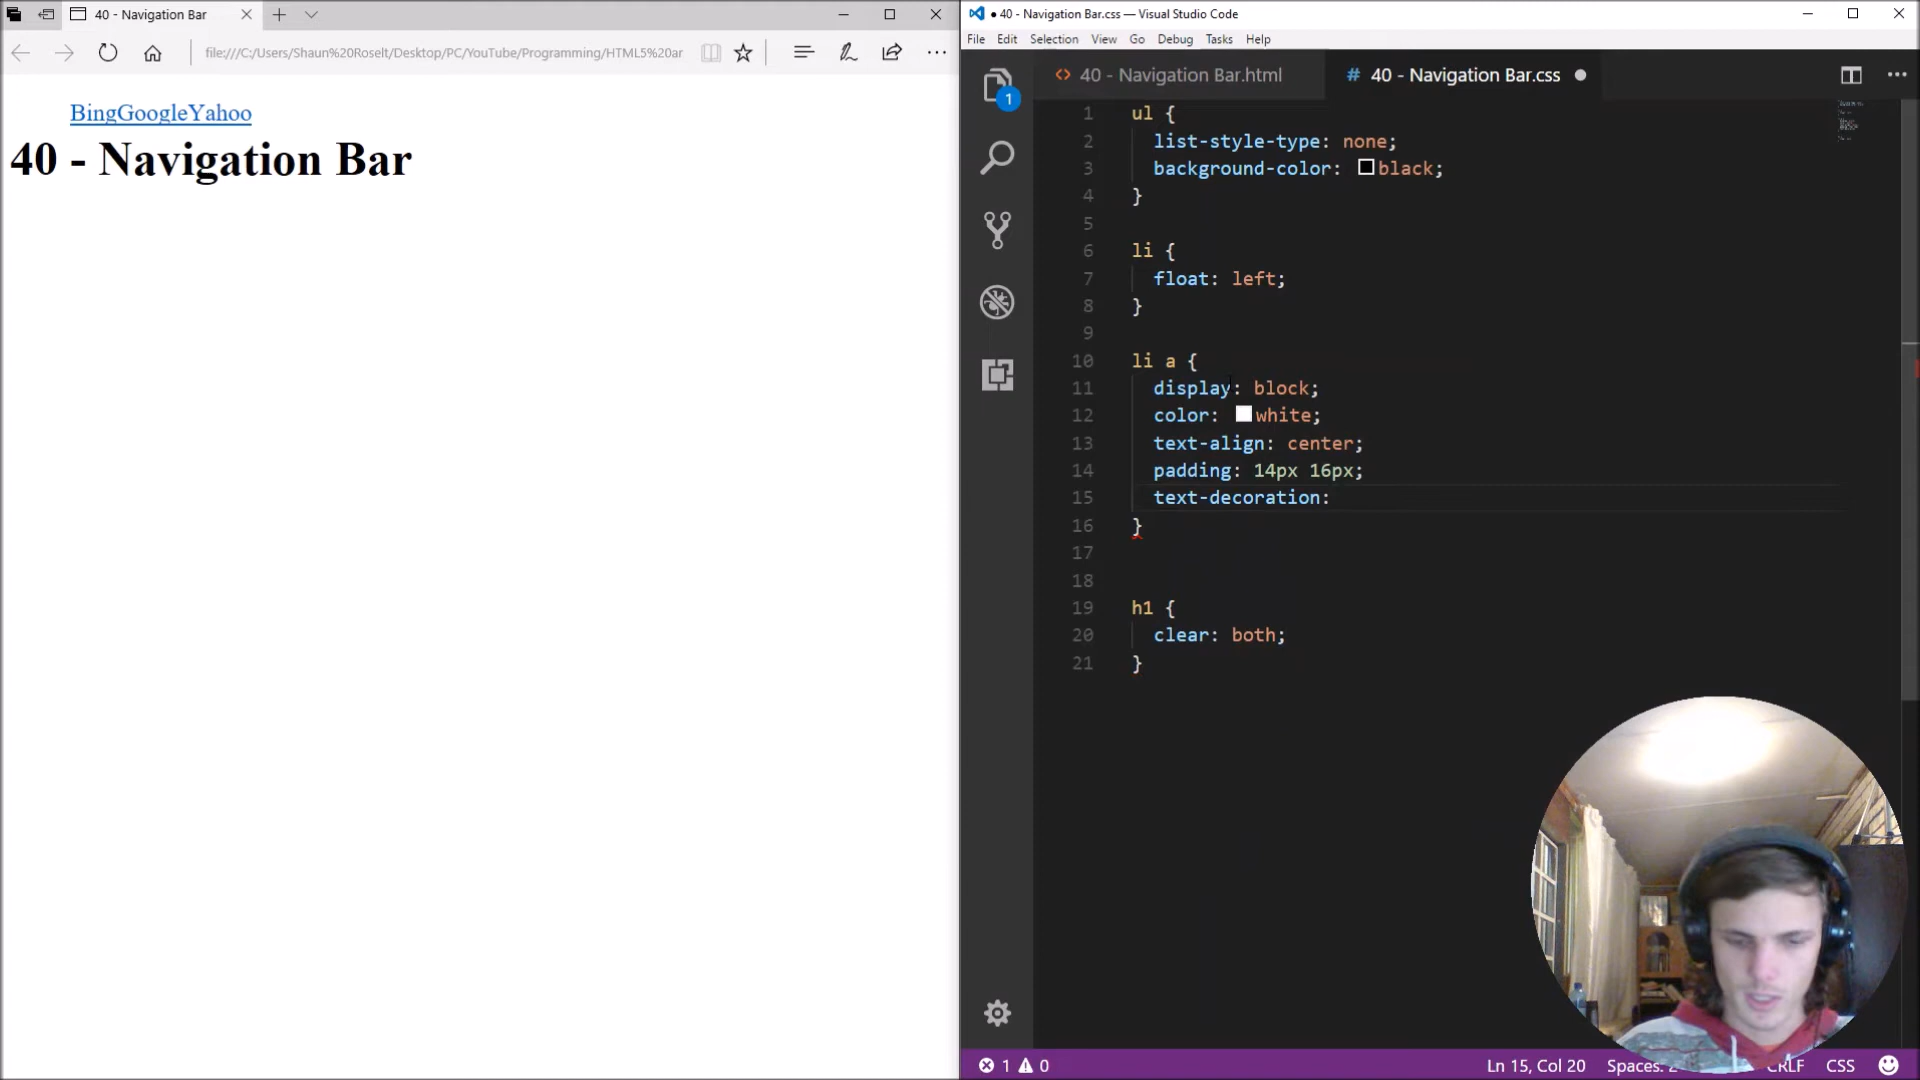 40 - Navigation Bar
file:///C:/Users/Shaun%20Roselt/Desktop/PC/YouTube/Programming/HTML5%20ar
BingGoogleYahoo
40 - Navigation Bar
● 40 - Navigation Bar.css — Visual Studio Code
File Edit Selection View Go Debug Tasks Help
<> 40 - Navigation Bar.html # 40 - Navigation Bar.css ●
1
1 ul {
2 list-style-type: none;
3 background-color: black;
4 }
5
6 li {
7 float: left;
8 }
9
10 li a {
11 display: block;
12 color: white;
13 text-align: center;
14 padding: 14px 16px;
15 text-decoration:
16 }
17
18
19 h1 {
20 clear: both;
21 }
1 0 Ln 15, Col 20 Spaces: CRLF CSS